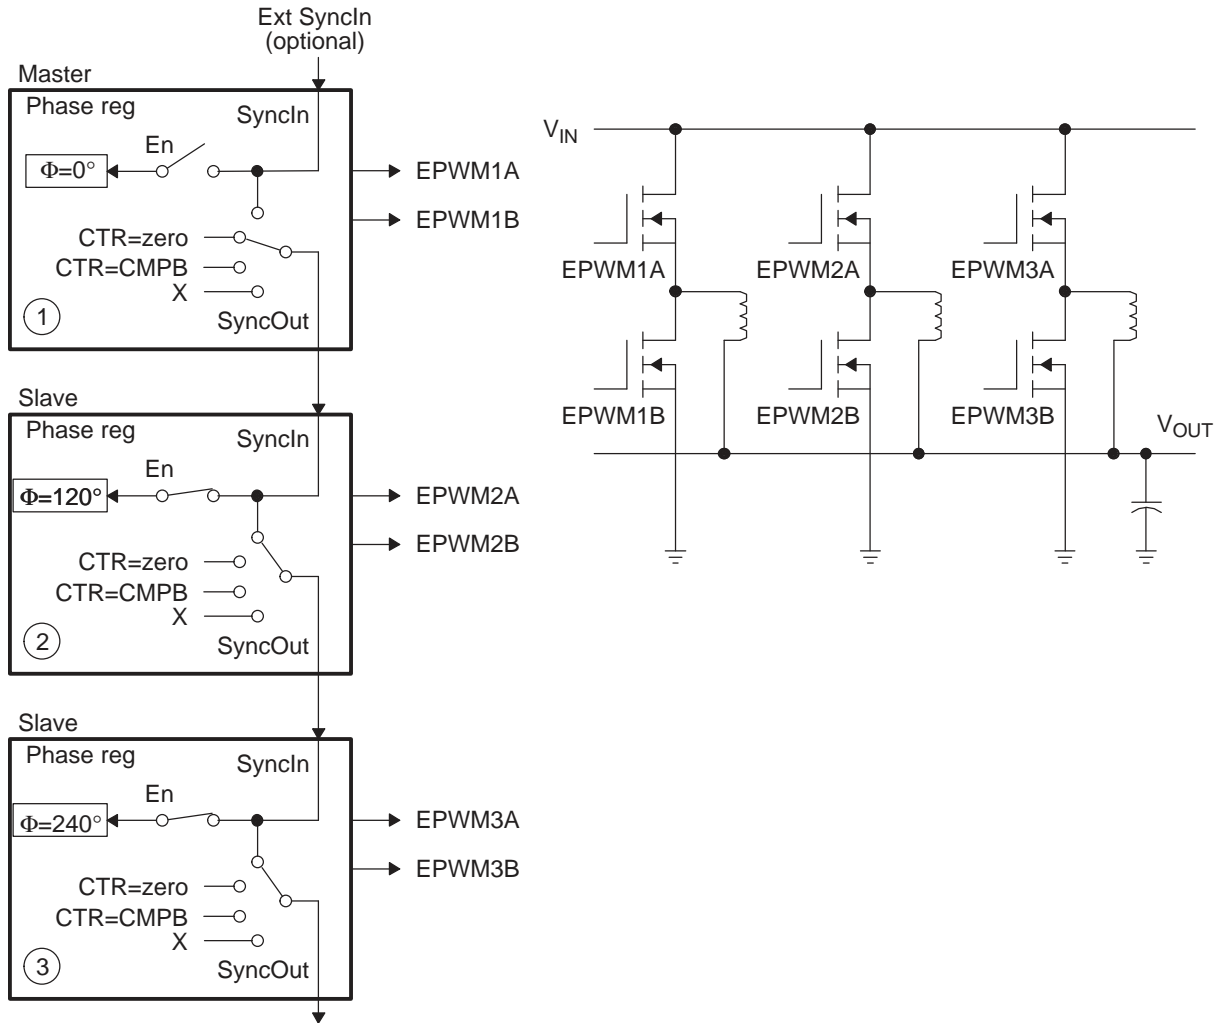 Ext SyncIn
(optional)
Master
Phase reg
SyncIn
En
Φ=0°
EPWM1A
EPWM1B
CTR=zero
CTR=CMPB
X
1
SyncOut
Slave
Phase reg
SyncIn
En
Φ=120°
EPWM2A
EPWM2B
CTR=zero
CTR=CMPB
X
2
SyncOut
Slave
Phase reg
SyncIn
En
Φ=240°
EPWM3A
EPWM3B
CTR=zero
CTR=CMPB
X
3
SyncOut
VIN
EPWM1A
EPWM2A
EPWM3A
EPWM1B
EPWM2B
EPWM3B
VOUT